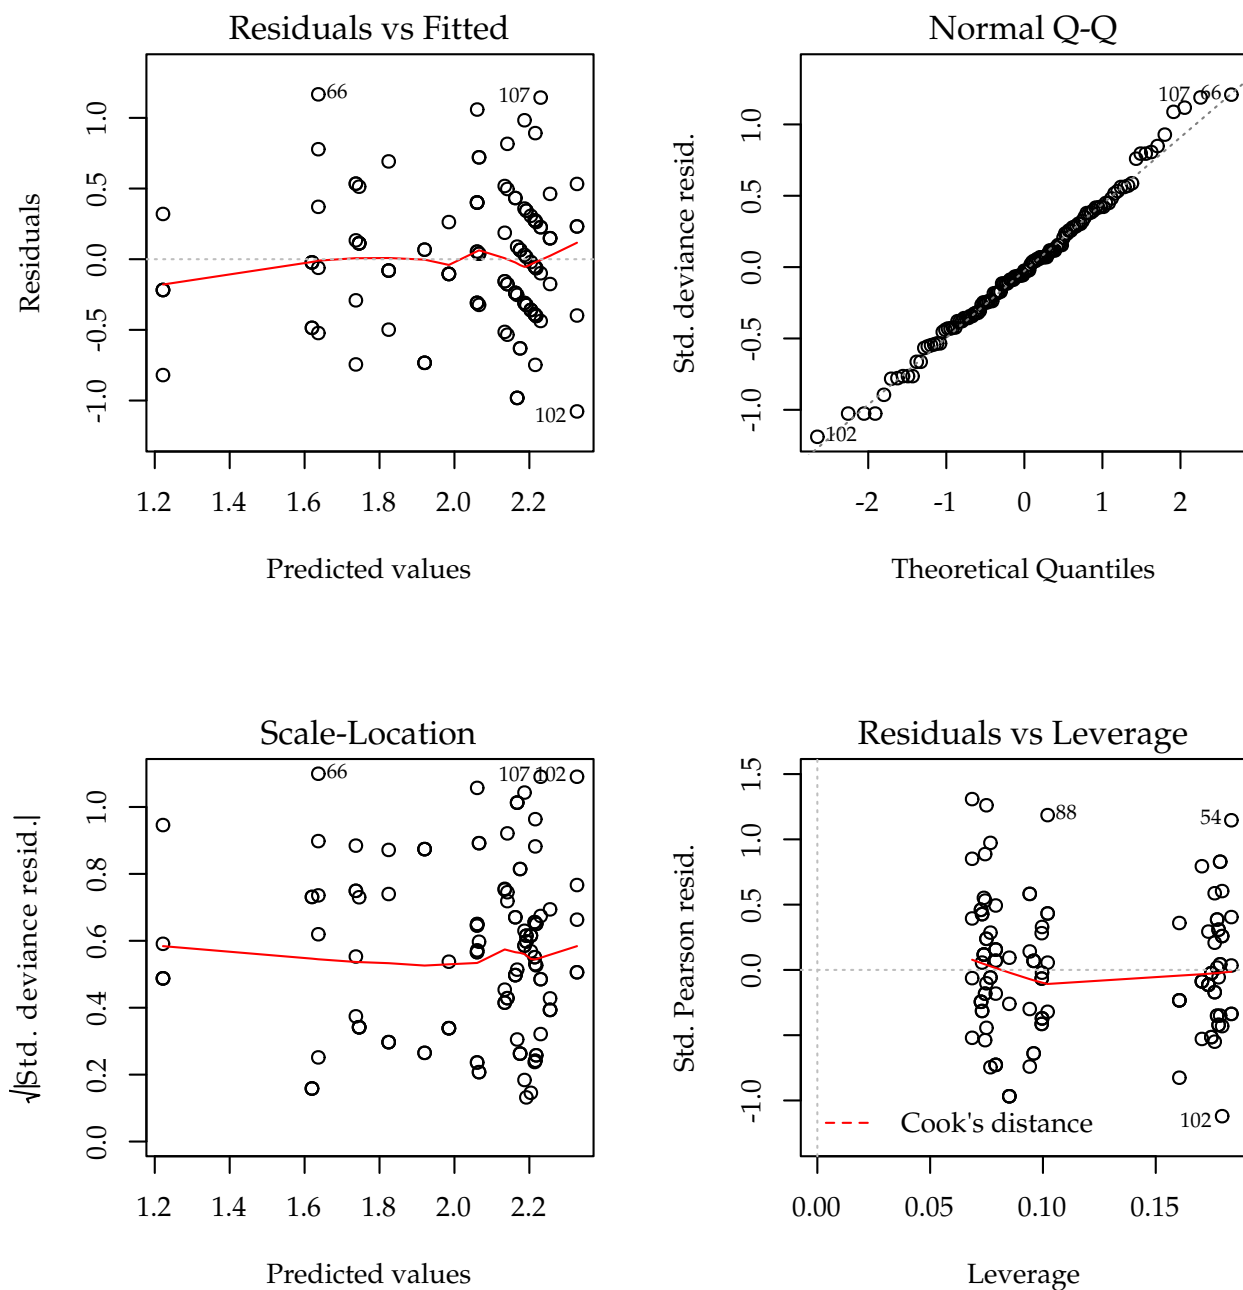 Residuals vs Fitted
Residuals
1.0
0.5
0.0
-0.5
-1.0
66
107
102
1.2 1.4 1.6 1.8 2.0 2.2
Predicted values
Normal Q-Q
Std. deviance resid.
1.0
0.5
0.0
-0.5
-1.0
107 66
102
-2 -1 0 1 2
Theoretical Quantiles
Scale-Location
√|Std. deviance resid.|
1.0
0.8
0.6
0.4
0.2
0.0
66
107 102
1.2 1.4 1.6 1.8 2.0 2.2
Predicted values
Residuals vs Leverage
Std. Pearson resid.
1.5
1.0
0.5
0.0
-1.0
88
54
102
Cook's distance
0.00 0.05 0.10 0.15
Leverage